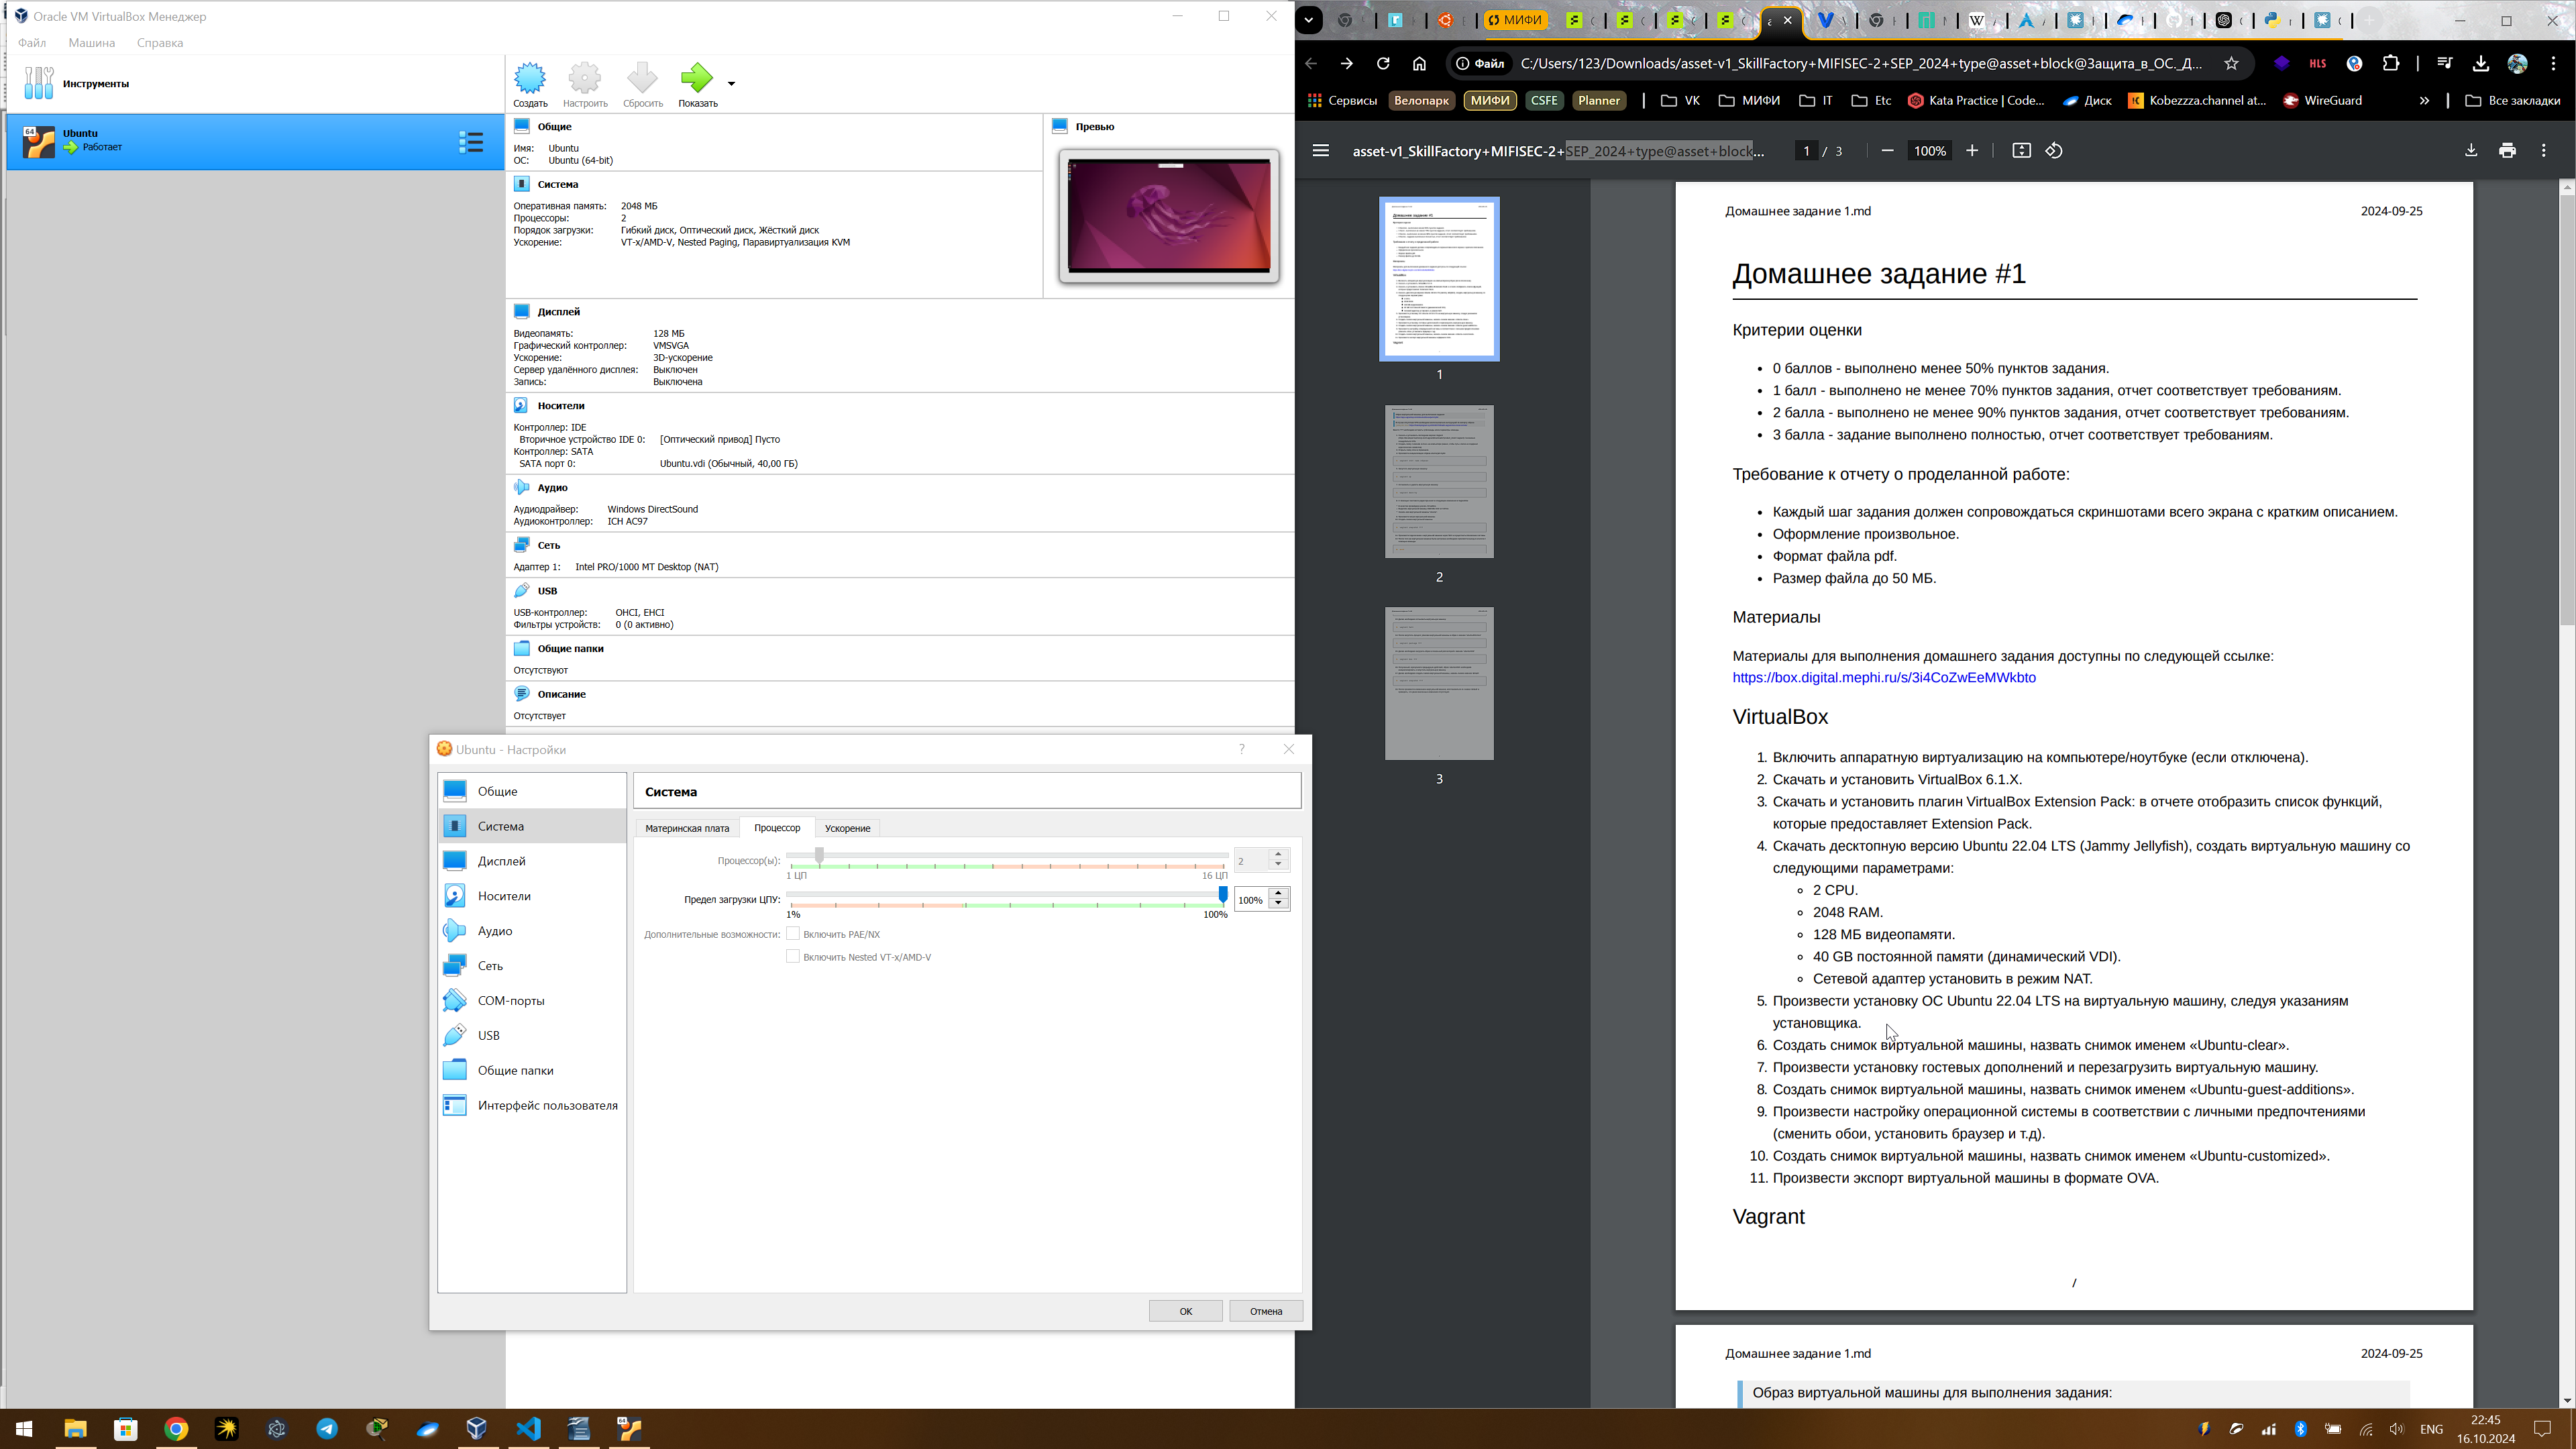 Oracle VM VirtualBox Менеджер
Файл Машина Справка
Инструменты
Создать Настроить Сбросить Показать
Ubuntu
Работает
64
Общие
Имя: Ubuntu
ОС: Ubuntu (64-bit)
Превью
Система
Оперативная память: 2048 МБ
Процессоры: 2
Порядок загрузки: Гибкий диск, Оптический диск, Жёсткий диск
Ускорение: VT-x/AMD-V, Nested Paging, Паравиртуализация KVM
Дисплей
Видеопамять: 128 МБ
Графический контроллер: VMSVGA
Ускорение: 3D-ускорение
Сервер удалённого дисплея: Выключен
Запись: Выключена
Носители
Контроллер: IDE
Вторичное устройство IDE 0: [Оптический привод] Пусто
Контроллер: SATA
SATA порт 0: Ubuntu.vdi (Обычный, 40,00 ГБ)
Аудио
Аудиодрайвер: Windows DirectSound
Аудиоконтроллер: ICH AC97
Сеть
Адаптер 1: Intel PRO/1000 MT Desktop (NAT)
USB
USB-контроллер: OHCI, EHCI
Фильтры устройств: 0 (0 активно)
Общие папки
Отсутствуют
Описание
Отсутствует
Ubuntu - Настройки
Общие
Система
Дисплей
Носители
Аудио
Сеть
COM-порты
USB
Общие папки
Интерфейс пользователя
Система
Материнская плата Процессор Ускорение
Процессор(ы): 2
1 ЦП 16 ЦП
Предел загрузки ЦПУ: 100%
1% 100%
Дополнительные возможности: Включить PAE/NX
Включить Nested VT-x/AMD-V
OK Отмена
МИФИ
Файл C:/Users/123/Downloads/asset-v1_SkillFactory+MIFISEC-2+SEP_2024+type@asset+block@Защита_в_ОС._Д...
HLS
Сервисы Велопарк МИФИ CSFE Planner VK МИФИ IT Etc Kata Practice | Code... Диск Kobezzza.channel at... WireGuard Все закладки
asset-v1_SkillFactory+MIFISEC-2+SEP_2024+type@asset+block... 1 / 3 100%
1
2
3
Домашнее задание 1.md 2024-09-25
Домашнее задание #1
Критерии оценки
• 0 баллов - выполнено менее 50% пунктов задания.
• 1 балл - выполнено не менее 70% пунктов задания, отчет соответствует требованиям.
• 2 балла - выполнено не менее 90% пунктов задания, отчет соответствует требованиям.
• 3 балла - задание выполнено полностью, отчет соответствует требованиям.
Требование к отчету о проделанной работе:
• Каждый шаг задания должен сопровождаться скриншотами всего экрана с кратким описанием.
• Оформление произвольное.
• Формат файла pdf.
• Размер файла до 50 МБ.
Материалы
Материалы для выполнения домашнего задания доступны по следующей ссылке:
https://box.digital.mephi.ru/s/3i4CoZwEeMWkbto
VirtualBox
1. Включить аппаратную виртуализацию на компьютере/ноутбуке (если отключена).
2. Скачать и установить VirtualBox 6.1.X.
3. Скачать и установить плагин VirtualBox Extension Pack: в отчете отобразить список функций,
которые предоставляет Extension Pack.
4. Скачать десктопную версию Ubuntu 22.04 LTS (Jammy Jellyfish), создать виртуальную машину со
следующими параметрами:
◦ 2 CPU.
◦ 2048 RAM.
◦ 128 МБ видеопамяти.
◦ 40 GB постоянной памяти (динамический VDI).
◦ Сетевой адаптер установить в режим NAT.
5. Произвести установку ОС Ubuntu 22.04 LTS на виртуальную машину, следуя указаниям
установщика.
6. Создать снимок виртуальной машины, назвать снимок именем «Ubuntu-clear».
7. Произвести установку гостевых дополнений и перезагрузить виртуальную машину.
8. Создать снимок виртуальной машины, назвать снимок именем «Ubuntu-guest-additions».
9. Произвести настройку операционной системы в соответствии с личными предпочтениями
(сменить обои, установить браузер и т.д).
10. Создать снимок виртуальной машины, назвать снимок именем «Ubuntu-customized».
11. Произвести экспорт виртуальной машины в формате OVA.
Vagrant
/
Домашнее задание 1.md 2024-09-25
Образ виртуальной машины для выполнения задания:
ENG
22:45
16.10.2024